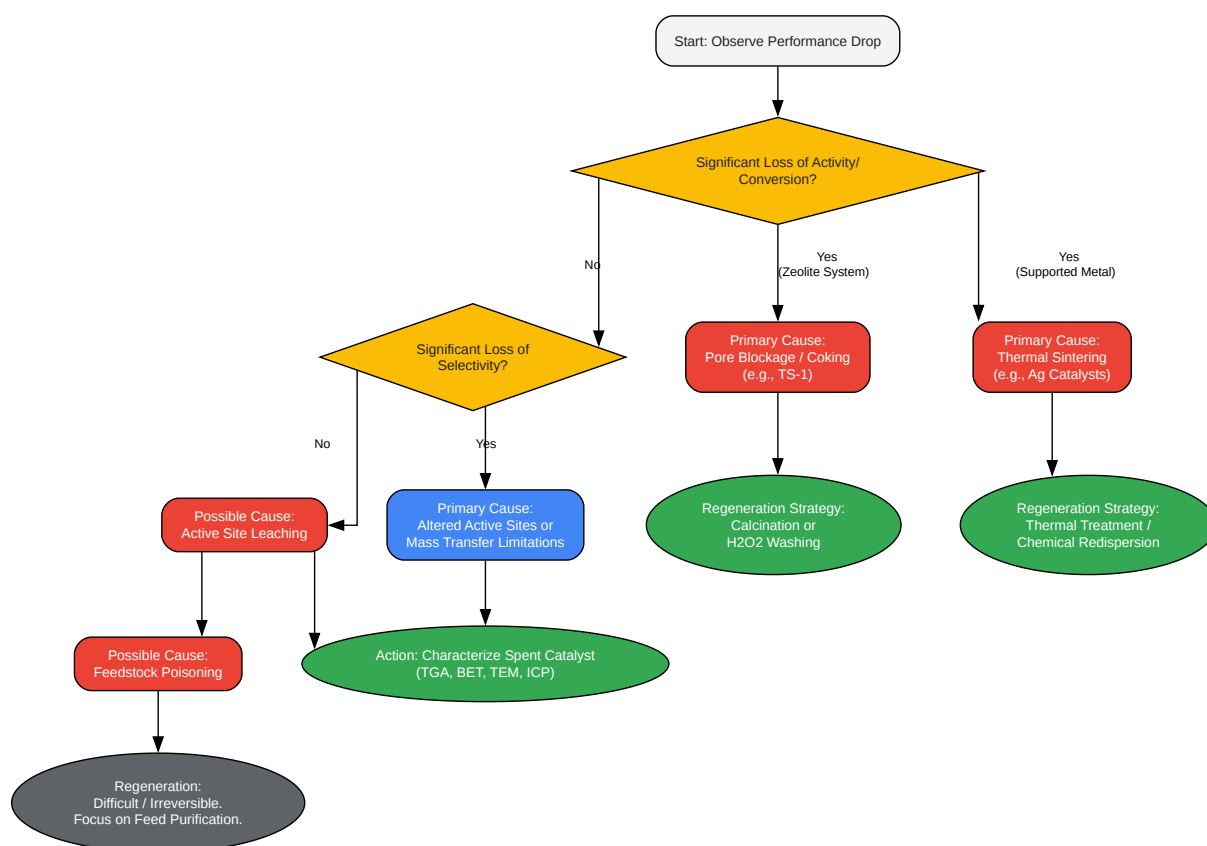 Start: Observe Performance Drop
Significant Loss of Activity/
Conversion?
No
Yes
(Zeolite System)
Yes
(Supported Metal)
Significant Loss of
Selectivity?
Primary Cause:
Pore Blockage / Coking
(e.g., TS-1)
Primary Cause:
Thermal Sintering
(e.g., Ag Catalysts)
No
Yes
Possible Cause:
Active Site Leaching
Primary Cause:
Altered Active Sites or
Mass Transfer Limitations
Regeneration Strategy:
Calcination or
H2O2 Washing
Regeneration Strategy:
Thermal Treatment /
Chemical Redispersion
Possible Cause:
Feedstock Poisoning
Action: Characterize Spent Catalyst
(TGA, BET, TEM, ICP)
Regeneration:
Difficult / Irreversible.
Focus on Feed Purification.